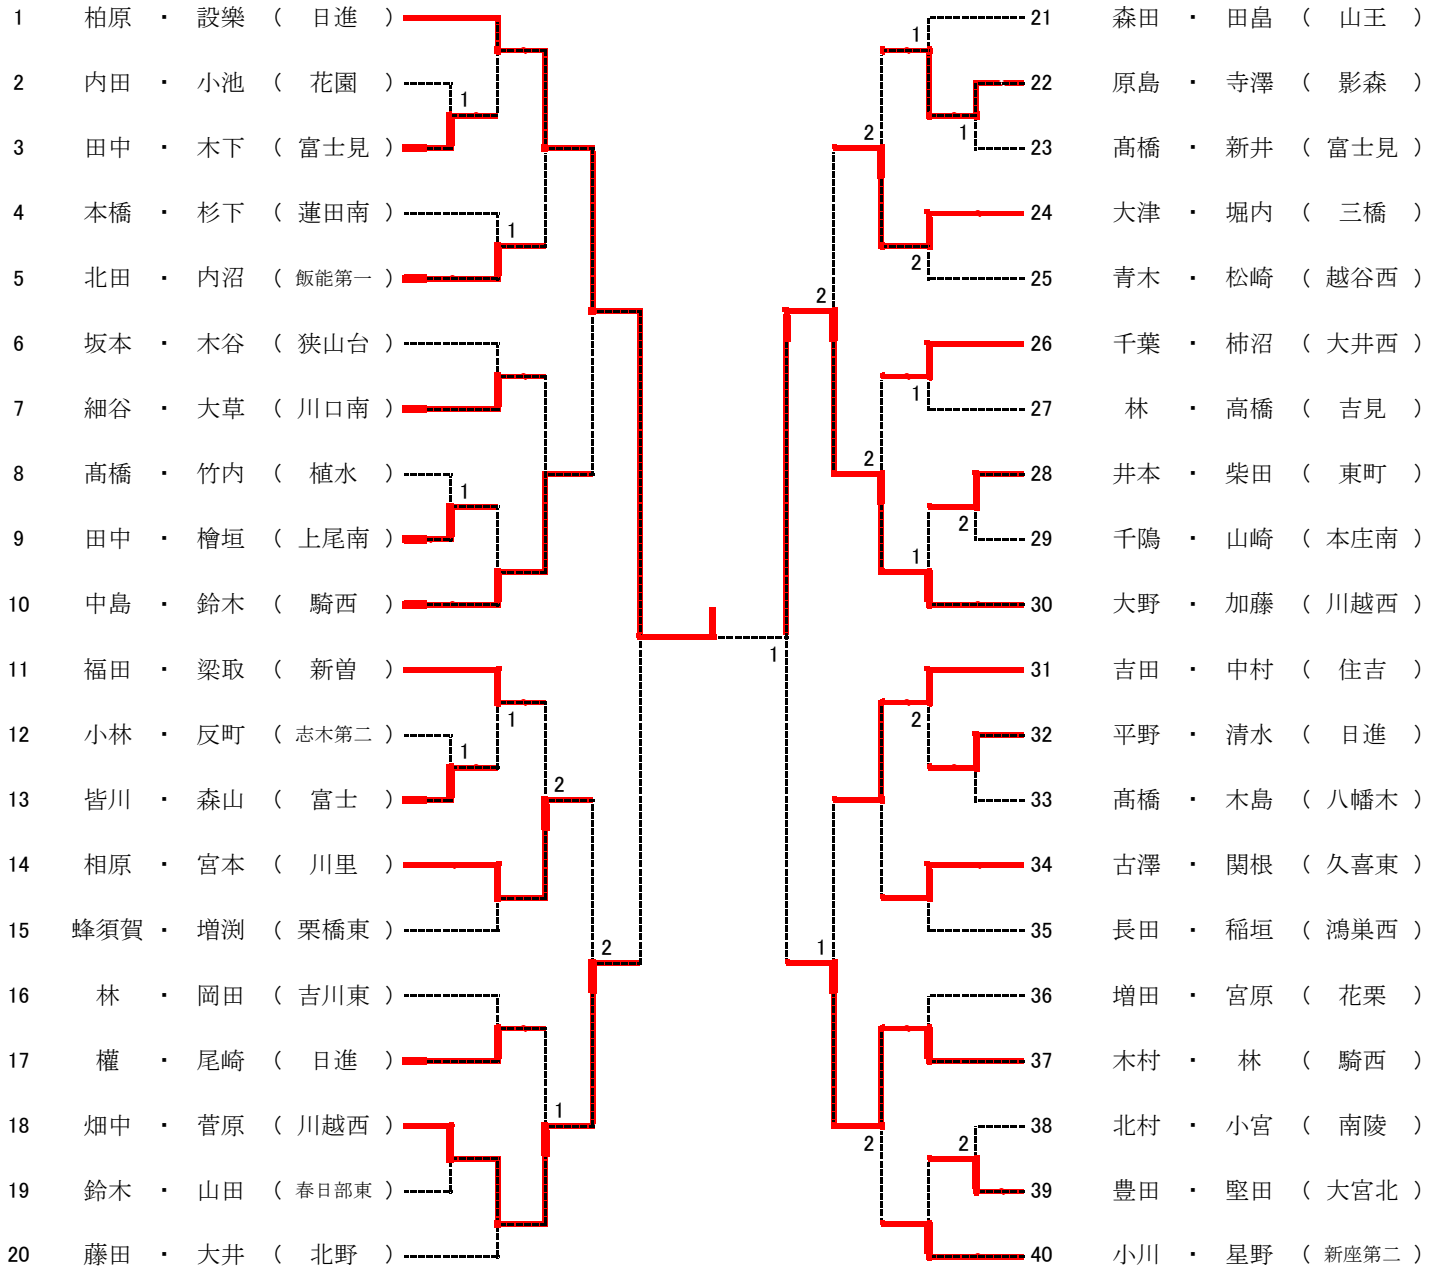 1 柏原 ・ 設樂 ( 日進 )
2 内田 ・ 小池 ( 花園 )
1
3 田中 ・ 木下 ( 富士見 )
4 本橋 ・ 杉下 ( 蓮田南 )
1
5 北田 ・ 内沼 ( 飯能第一 )
6 坂本 ・ 木谷 ( 狭山台 )
7 細谷 ・ 大草 ( 川口南 )
8 髙橋 ・ 竹内 ( 植水 )
1
9 田中 ・ 檜垣 ( 上尾南 )
10 中島 ・ 鈴木 ( 騎西 )
11 福田 ・ 梁取 ( 新曽 )
1
12 小林 ・ 反町 ( 志木第二 )
1
2
13 皆川 ・ 森山 ( 富士 )
14 相原 ・ 宮本 ( 川里 )
15 蜂須賀 ・ 増渕 ( 栗橋東 )
2
16 林 ・ 岡田 ( 吉川東 )
17 權 ・ 尾崎 ( 日進 )
1
18 畑中 ・ 菅原 ( 川越西 )
19 鈴木 ・ 山田 ( 春日部東 )
20 藤田 ・ 大井 ( 北野 )
1
21 森田 ・ 田畠 ( 山王 )
1
22 原島 ・ 寺澤 ( 影森 )
2
1
23 髙橋 ・ 新井 ( 富士見 )
24 大津 ・ 堀内 ( 三橋 )
2
25 青木 ・ 松崎 ( 越谷西 )
2
26 千葉 ・ 柿沼 ( 大井西 )
1
27 林 ・ 高橋 ( 吉見 )
2
28 井本 ・ 柴田 ( 東町 )
2
29 千鴎 ・ 山崎 ( 本庄南 )
1
30 大野 ・ 加藤 ( 川越西 )
31 吉田 ・ 中村 ( 住吉 )
2
32 平野 ・ 清水 ( 日進 )
33 髙橋 ・ 木島 ( 八幡木 )
34 古澤 ・ 関根 ( 久喜東 )
35 長田 ・ 稲垣 ( 鴻巣西 )
1
36 増田 ・ 宮原 ( 花栗 )
37 木村 ・ 林 ( 騎西 )
38 北村 ・ 小宮 ( 南陵 )
2
2
39 豊田 ・ 堅田 ( 大宮北 )
40 小川 ・ 星野 ( 新座第二 )